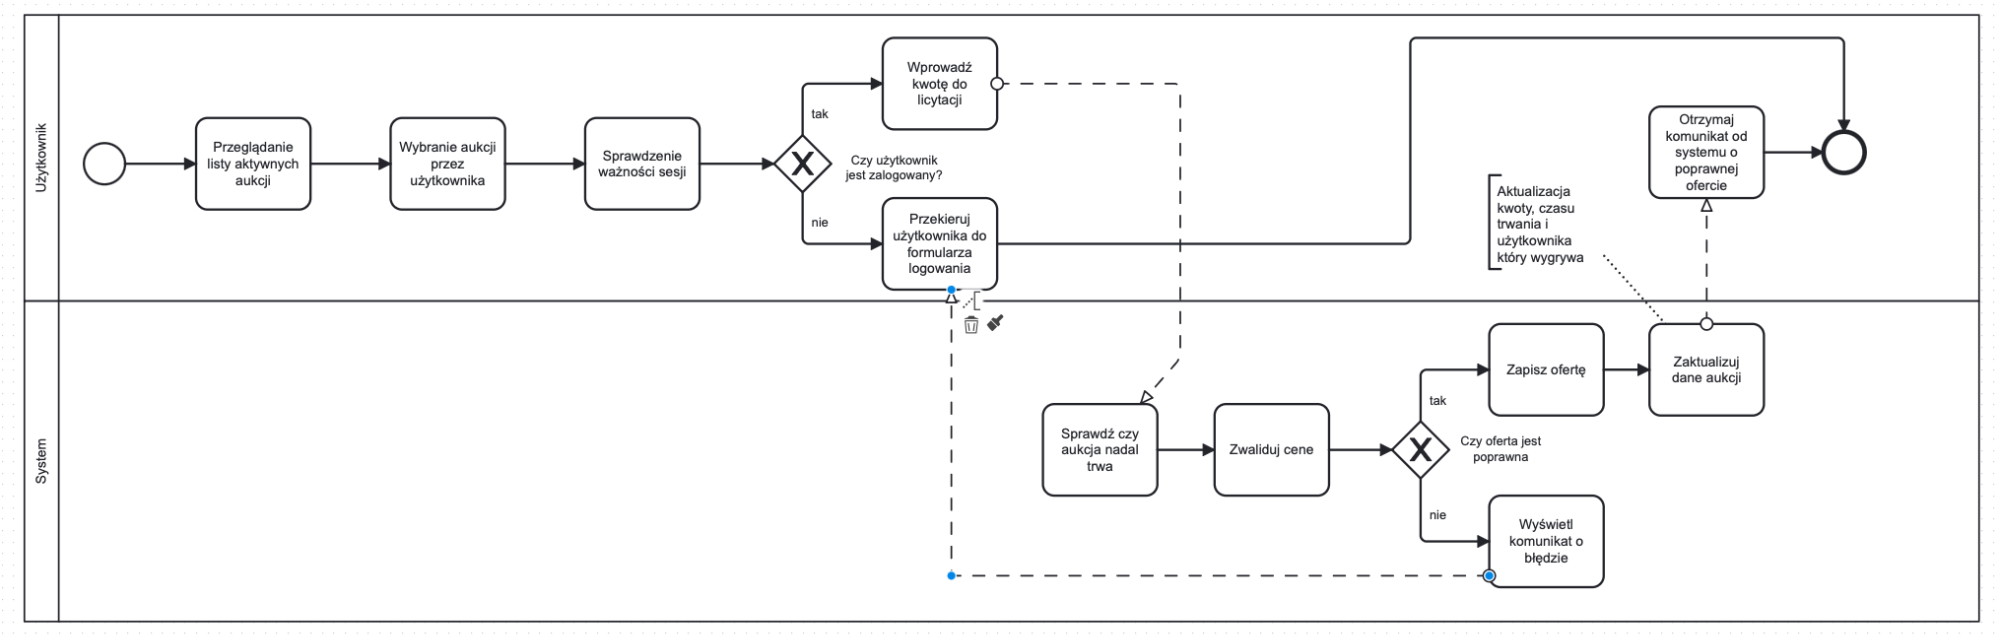 Użytkownik
Przeglądanie
listy aktywnych
aukcji
Wybranie aukcji
przez
użytkownika
Sprawdzenie
ważności sesji
tak
Czy użytkownik
jest zalogowany?
nie
Wprowadź
kwotę do
licytacji
Przekieruj
użytkownika do
formularza
logowania
Aktualizacja
kwoty, czasu
trwania i
użytkownika
który wygrywa
Otrzymaj
komunikat od
systemu o
poprawnej
ofercie
System
Sprawdź czy
aukcja nadal
trwa
Zwaliduj cene
tak
Czy oferta jest
poprawna
nie
Zapisz ofertę
Zaktualizuj
dane aukcji
Wyświetl
komunikat o
błędzie